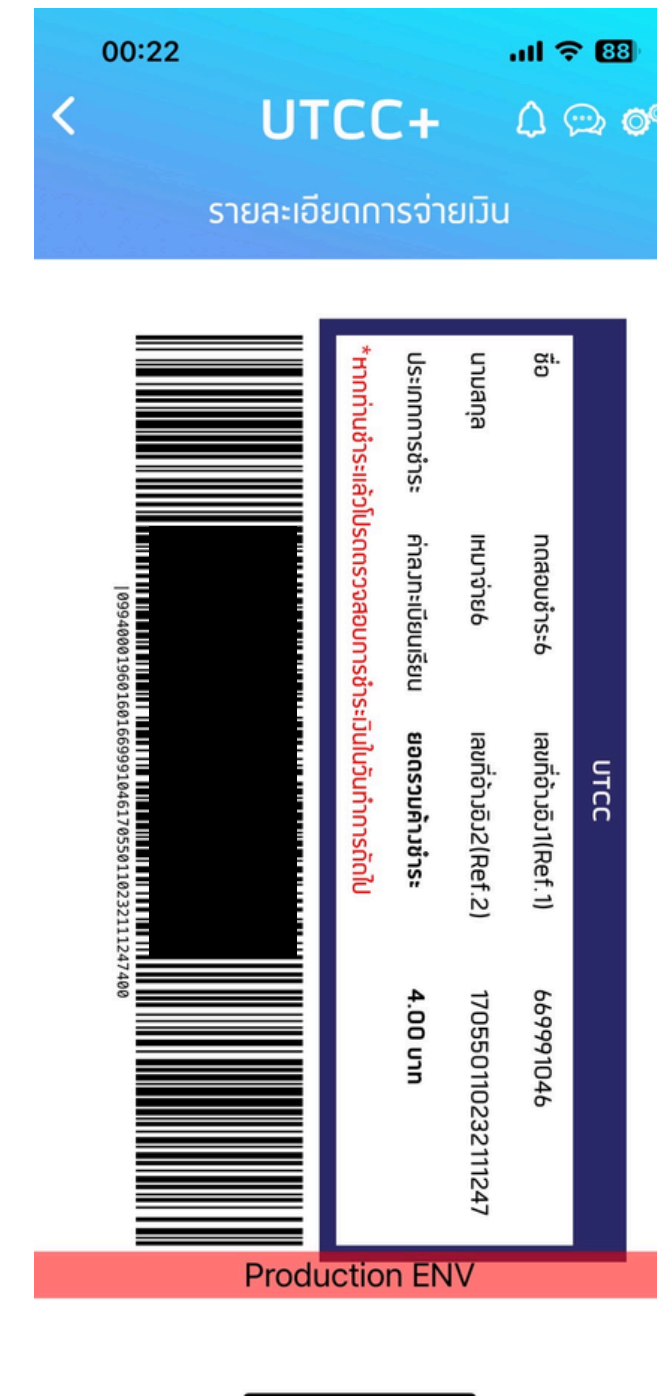 00:22
88
UTCC+
รายละเอียดการจ่ายเงิน
UTCC
ชื่อ ทดสอบชำระ6 เลขที่อ้างอิง1(Ref.1) 669991046
นามสกุล เหมาจ่าย6 เลขที่อ้างอิง2(Ref.2) 170550110232111247
ประเภทการชำระ ค่าลงทะเบียนเรียน ยอดรวมค้างชำระ 4.00 บาท
*หากท่านชำระแล้วโปรดตรวจสอบการชำระเงินในวันทำการถัดไป
|099400019601601669991046170550110232111247400
Production ENV